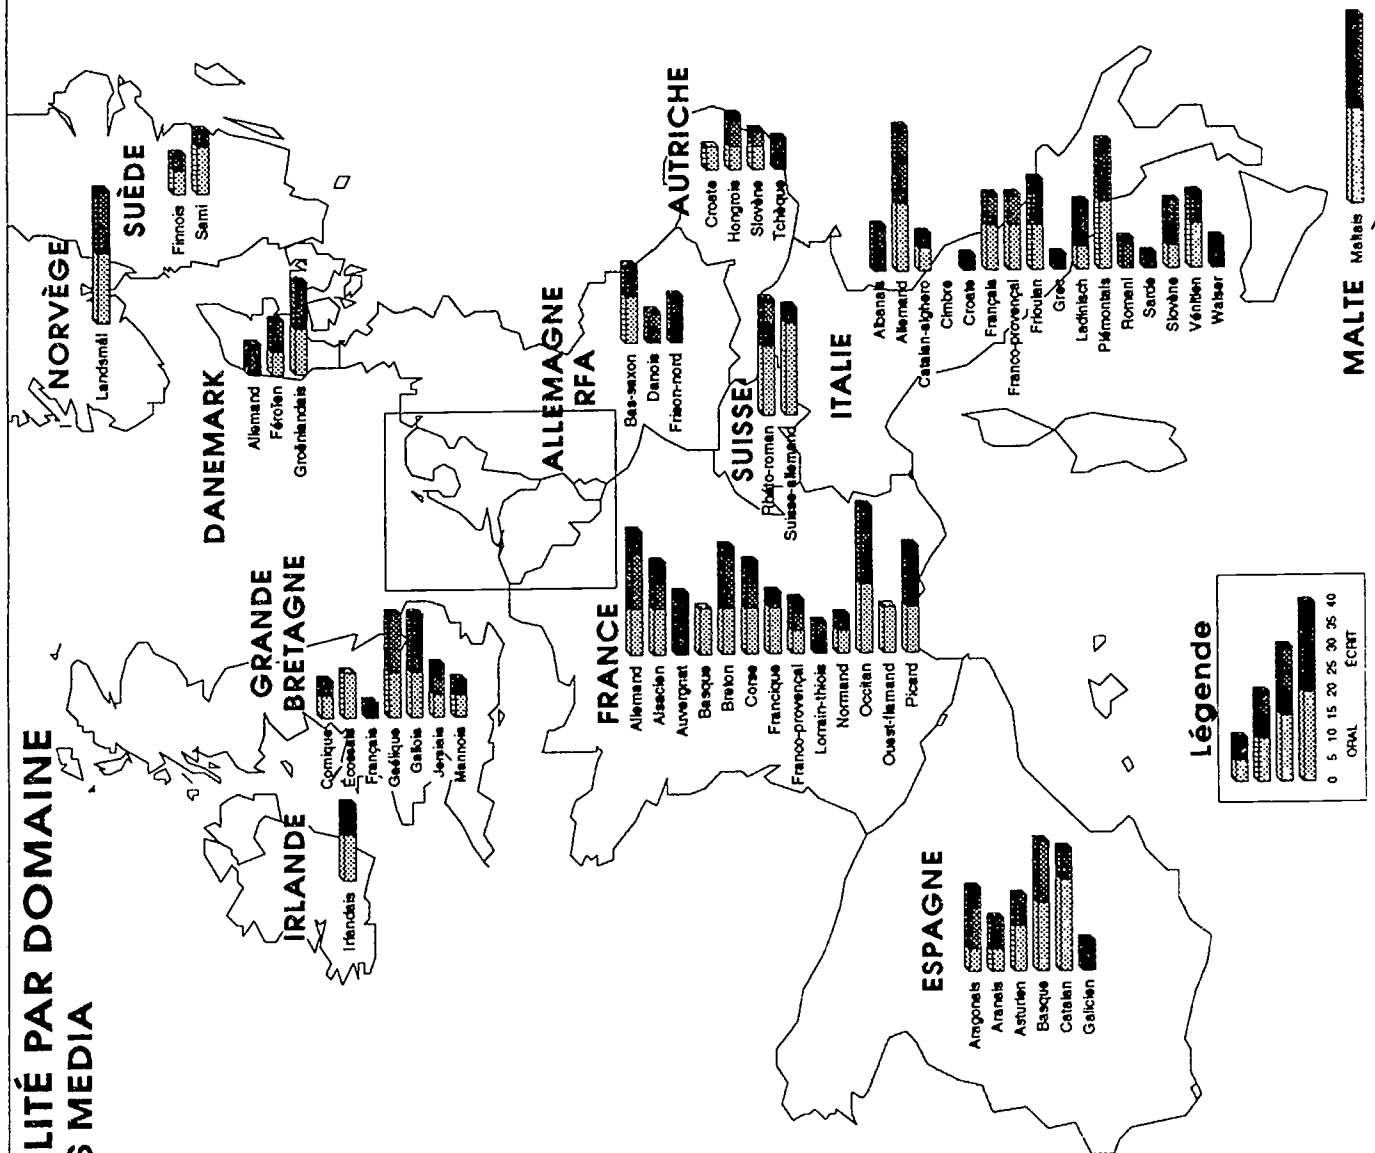 LITÉ PAR DOMAINE
S MEDIA
NORVÈGE
Landsmål
SUÈDE
Finnois
Sami
DANEMARK
Allemand
Féroïen
Groënlandais
GRANDE
BRETAGNE
Cornique
Écossais
Français
Gaélique
Gallois
Jersiais
Mannois
IRLANDE
Irlandais
ALLEMAGNE
RFA
Bas-saxon
Danois
Frison-nord
AUTRICHE
Croate
Hongrois
Slovène
Tchèque
SUISSE
Rhéto-roman
Suisse-allemand
FRANCE
Allemand
Alsacien
Auvergnat
Basque
Breton
Corse
Francique
Franco-provençal
Lorrain-thiois
Normand
Occitan
Ouest-flamand
Picard
ITALIE
Albanais
Allemand
Catalan-alghero
Cimbre
Croate
Français
Franco-provençal
Frioulan
Grec
Ladinisch
Piémontais
Romeni
Sarde
Slovène
Vénitien
Walser
ESPAGNE
Aragonais
Aranais
Asturien
Basque
Catalan
Galicien
MALTE
Maltais
Légende
0 5 10 15 20 25 30 35 40
ORAL ÉCRIT